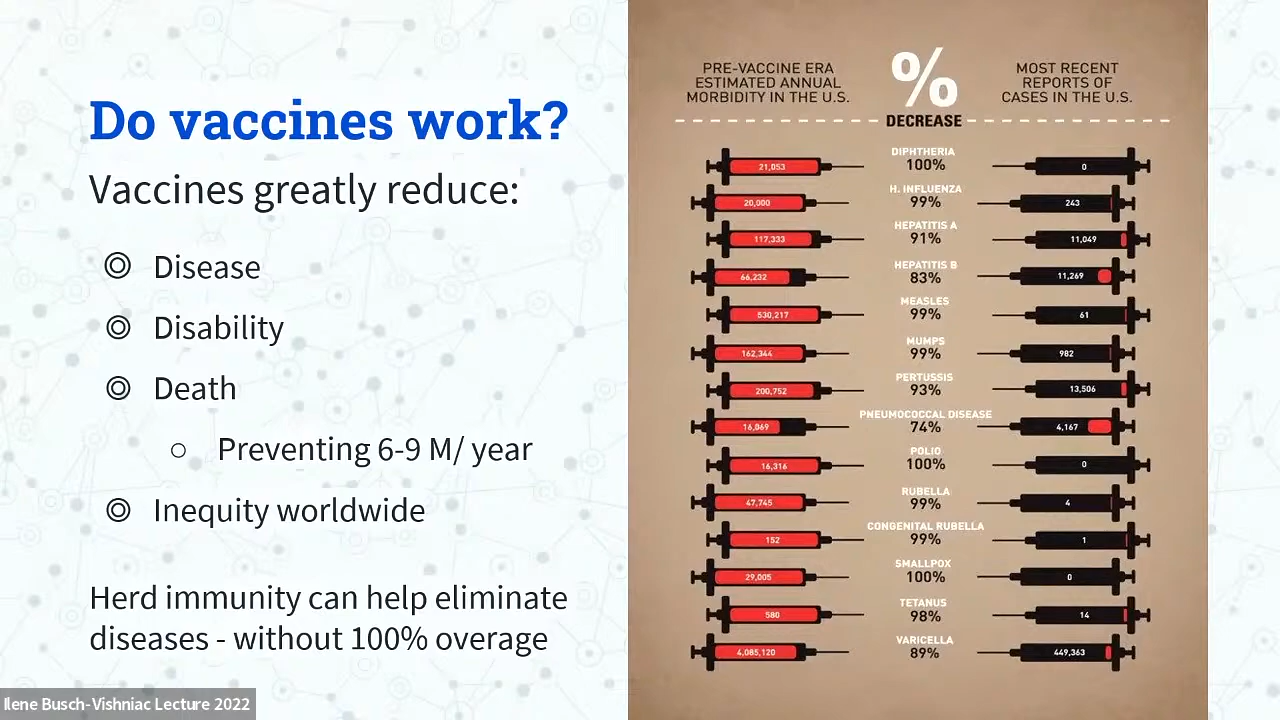 Do vaccines work?
Vaccines greatly reduce:
Disease
Disability
Death
Preventing 6-9 M/ year
Inequity worldwide
Herd immunity can help eliminate
diseases - without 100% overage
Ilene Busch-Vishniac Lecture 2022
PRE-VACCINE ERA
ESTIMATED ANNUAL
MORBIDITY IN THE U.S.
%
DECREASE
MOST RECENT
REPORTS OF
CASES IN THE U.S.
DIPHTHERIA
21,053 100% 0
H. INFLUENZA
20,000 99% 243
HEPATITIS A
117,333 91% 11,049
HEPATITIS B
66,232 83% 11,269
MEASLES
530,217 99% 61
MUMPS
162,344 99% 982
PERTUSSIS
200,752 93% 13,506
PNEUMOCCAL DISEASE
16,069 74% 4,167
POLIO
16,316 100% 0
RUBELLA
47,745 99% 4
CONGENITAL RUBELLA
152 99% 1
SMALLPOX
29,005 100% 0
TETANUS
580 98% 14
VARICELLA
4,085,120 89% 449,363